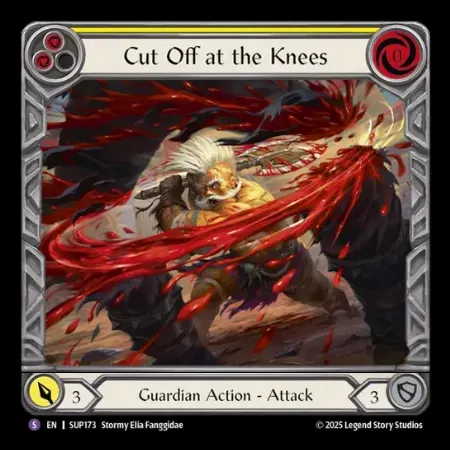 Cut Off at the Knees
0
3
Guardian Action - Attack
3
S EN | SUP173 Stormy Elia Fanggidae
© 2025 Legend Story Studios